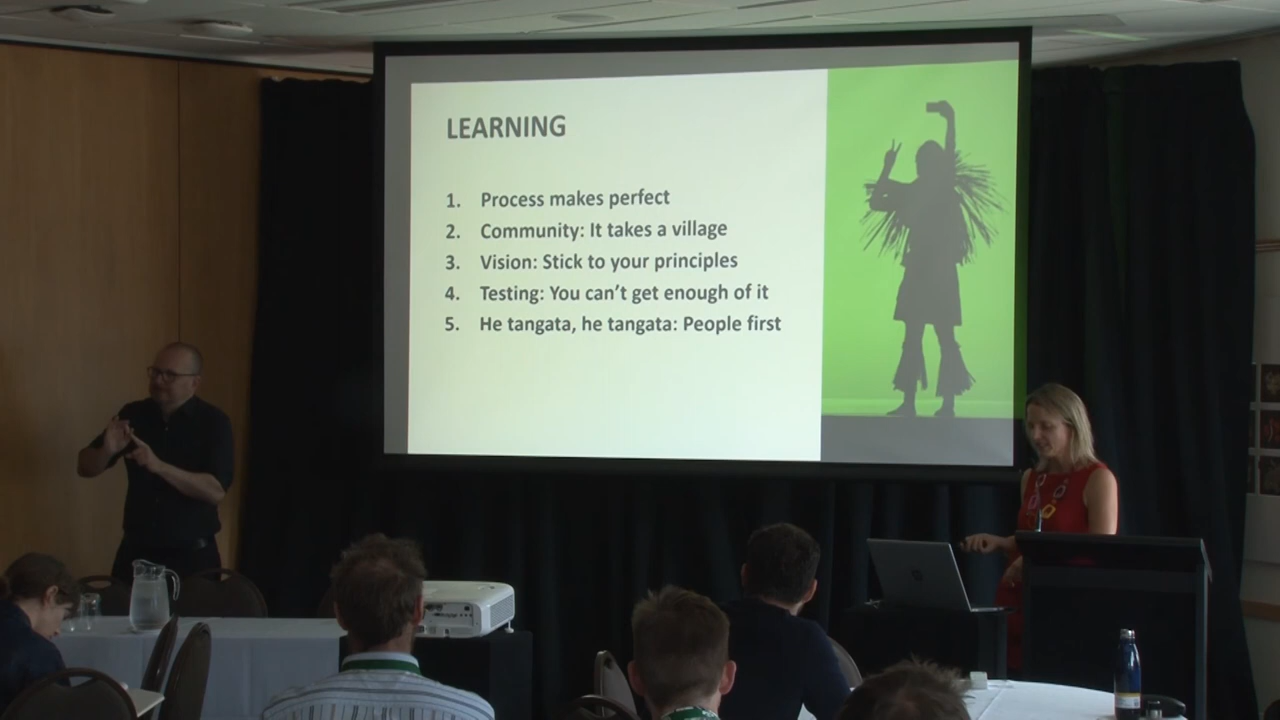 LEARNING
1. Process makes perfect
2. Community: It takes a village
3. Vision: Stick to your principles
4. Testing: You can't get enough of it
5. He tangata, he tangata: People first